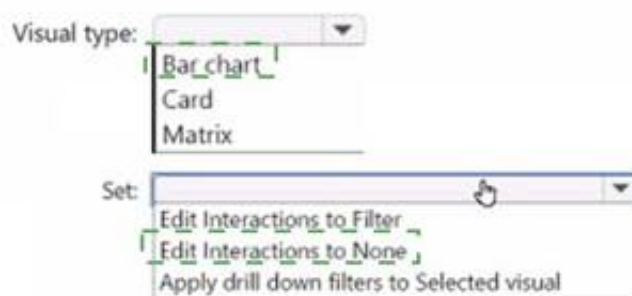 Visual type:
Bar chart
Card
Matrix
Set:
Edit Interactions to Filter
Edit Interactions to None
Apply drill down filters to Selected visual